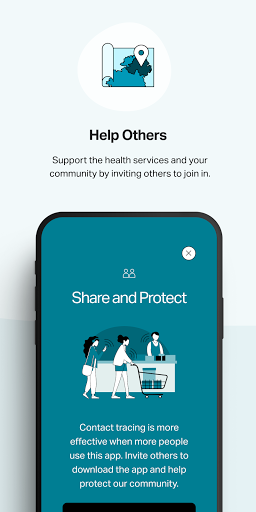 Help Others
Support the health services and your
community by inviting others to join in.
Share and Protect
Contact tracing is more
effective when more people
use this app. Invite others to
download the app and help
protect our community.